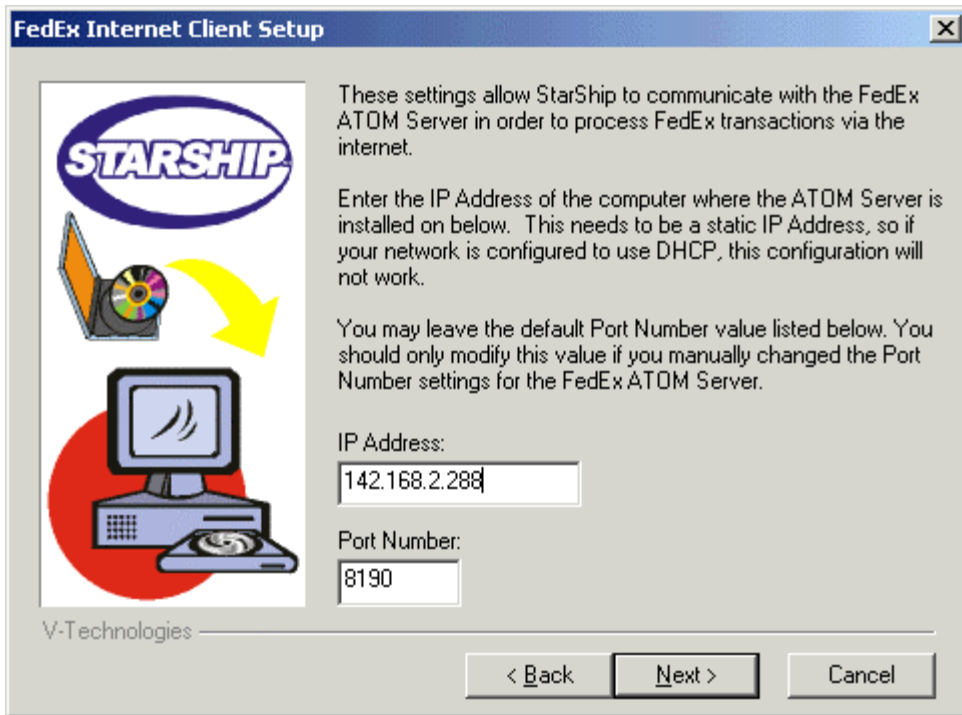 FedEx Internet Client Setup
STARSHIP
These settings allow StarShip to communicate with the FedEx
ATOM Server in order to process FedEx transactions via the
internet.
Enter the IP Address of the computer where the ATOM Server is
installed on below.  This needs to be a static IP Address, so if
your network is configured to use DHCP, this configuration will
not work.
You may leave the default Port Number value listed below. You
should only modify this value if you manually changed the Port
Number settings for the FedEx ATOM Server.
IP Address:
142.168.2.288
Port Number:
8190
V-Technologies
< Back
Next >
Cancel